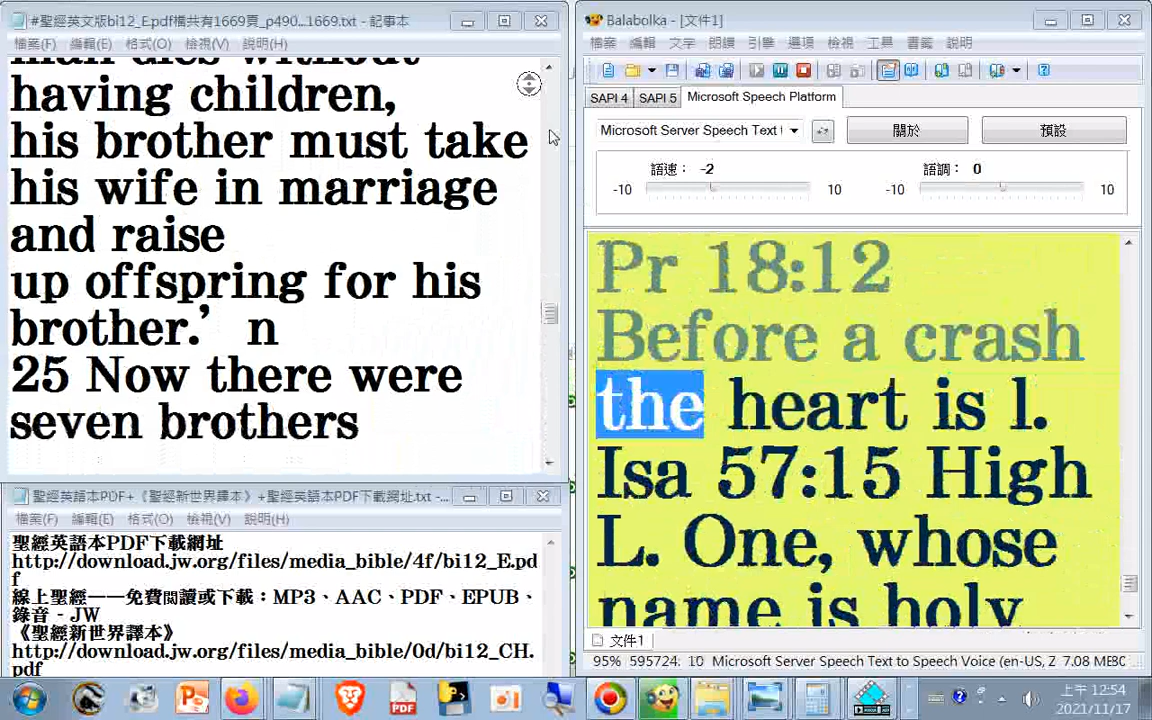 #聖經英文版bi12_E.pdf橫共有1669頁_p490...1669.txt - 記事本
檔案(F) 編輯(E) 格式(O) 檢視(V) 說明(H)
man dies without
having children,
his brother must take
his wife in marriage
and raise
up offspring for his
brother.’ n
25 Now there were
seven brothers
聖經英語本PDF+《聖經新世界譯本》+聖經英語本PDF下載網址.txt - ...
檔案(F) 編輯(E) 格式(O) 檢視(V) 說明(H)
聖經英語本PDF下載網址
http://download.jw.org/files/media_bible/4f/bi12_E.pd
f
線上聖經——免費閱讀或下載：MP3、AAC、PDF、EPUB、
錄音 - JW
《聖經新世界譯本》
http://download.jw.org/files/media_bible/0d/bi12_CH.
pdf
Balabolka - [文件1]
檔案 編輯 文字 朗讀 引擎 選項 檢視 工具 書籤 說明
SAPI 4 SAPI 5 Microsoft Speech Platform
Microsoft Server Speech Text 關於 預設
語速： -2 語調： 0
-10 10 -10 10
Pr 18:12
Before a crash
the heart is l.
Isa 57:15 High
L. One, whose
name is holy
文件1
95% 595724: 10 Microsoft Server Speech Text to Speech Voice (en-US, Z 7.08 МЕВС
上午 12:54
2021/11/17